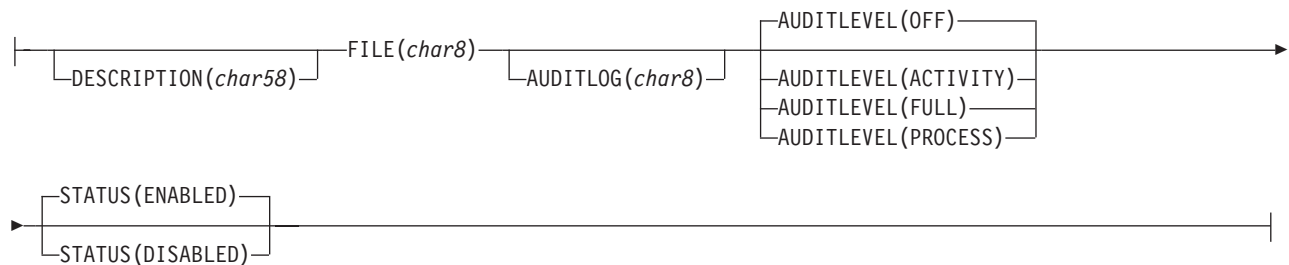 AUDITLEVEL(OFF)
FILE(char8)
DESCRIPTION(char58)
AUDITLOG(char8)
AUDITLEVEL(ACTIVITY)
AUDITLEVEL(FULL)
AUDITLEVEL(PROCESS)
STATUS(ENABLED)
STATUS(DISABLED)